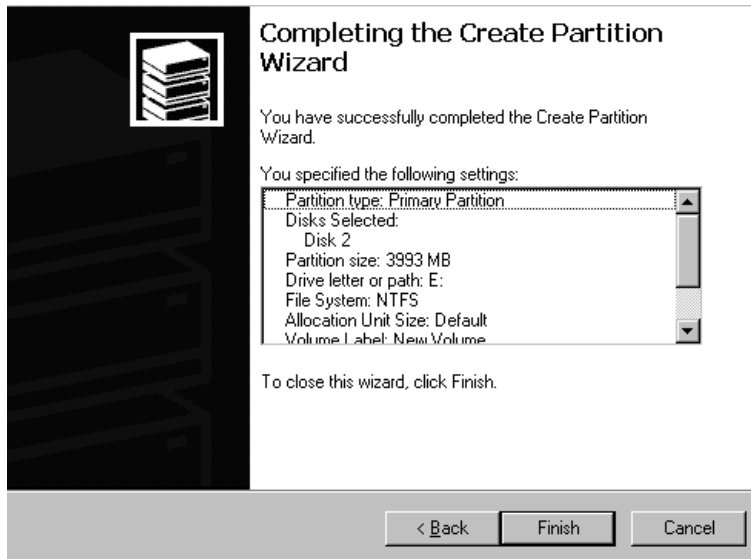 Completing the Create Partition
Wizard
You have successfully completed the Create Partition
Wizard.
You specified the following settings:
Partition type: Primary Partition
Disks Selected:
Disk 2
Partition size: 3993 MB
Drive letter or path: E:
File System: NTFS
Allocation Unit Size: Default
Volume Label: New Volume
To close this wizard, click Finish.
< Back
Finish
Cancel